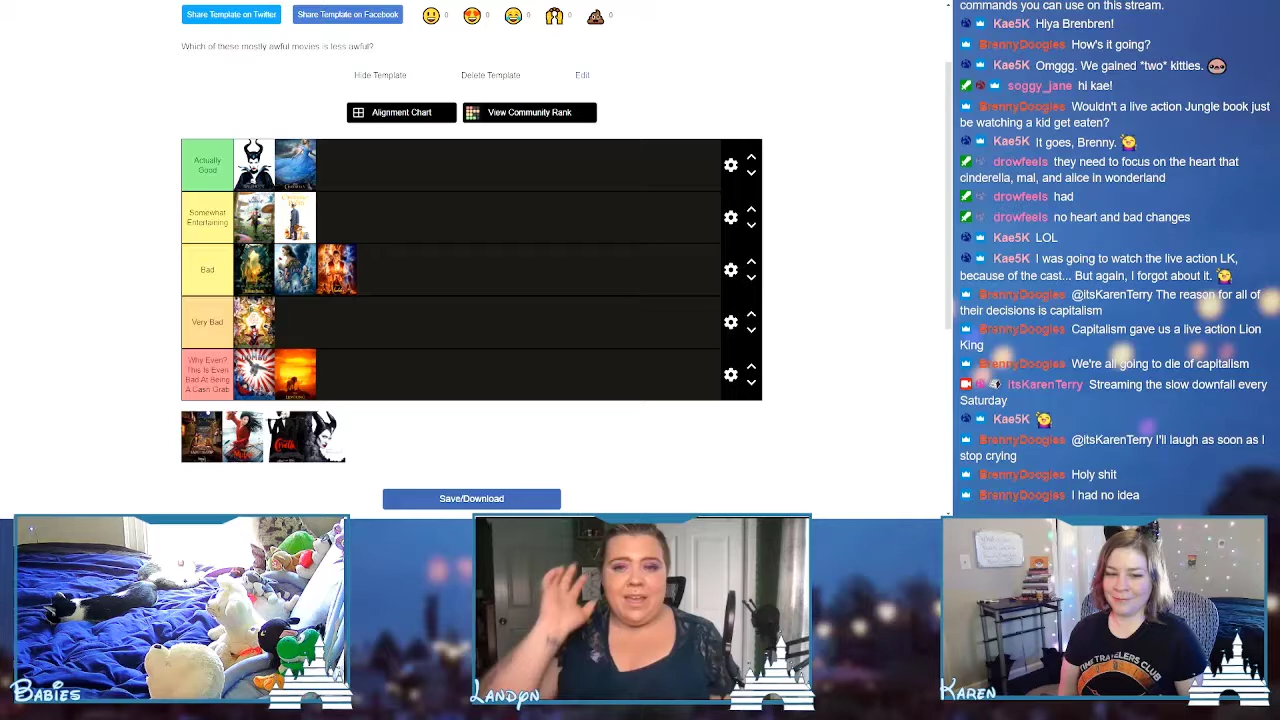 Share Template on Twitter
Share Template on Facebook
0
0
0
0
0
Which of these mostly awful movies is less awful?
Hide Template
Delete Template
Edit
Alignment Chart
View Community Rank
Actually
Good
Somewhat
Entertaining
Bad
Very Bad
Why Even?
This Is Even
Bad At Being
A Cash Grab
Save/Download
commands you can use on this stream.
Kae5K Hiya Brenbren!
BrennyDoogles How's it going?
Kae5K Omggg. We gained *two* kitties.
soggy_jane hi kae!
BrennyDoogles Wouldn't a live action Jungle book just
be watching a kid get eaten?
Kae5K It goes, Brenny.
drowfeels they need to focus on the heart that
cinderella, mal, and alice in wonderland
drowfeels had
drowfeels no heart and bad changes
Kae5K LOL
Kae5K I was going to watch the live action LK,
because of the cast... But again, I forgot about it.
BrennyDoogles @itsKarenTerry The reason for all of
their decisions is capitalism
BrennyDoogles Capitalism gave us a live action Lion
King
BrennyDoogles We're all going to die of capitalism
itsKarenTerry Streaming the slow downfall every
Saturday
Kae5K
BrennyDoogles @itsKarenTerry I'll laugh as soon as I
stop crying
BrennyDoogles Holy shit
BrennyDoogles I had no idea
Babies
Landyn
Karen
TIME TRAVELERS CLUB